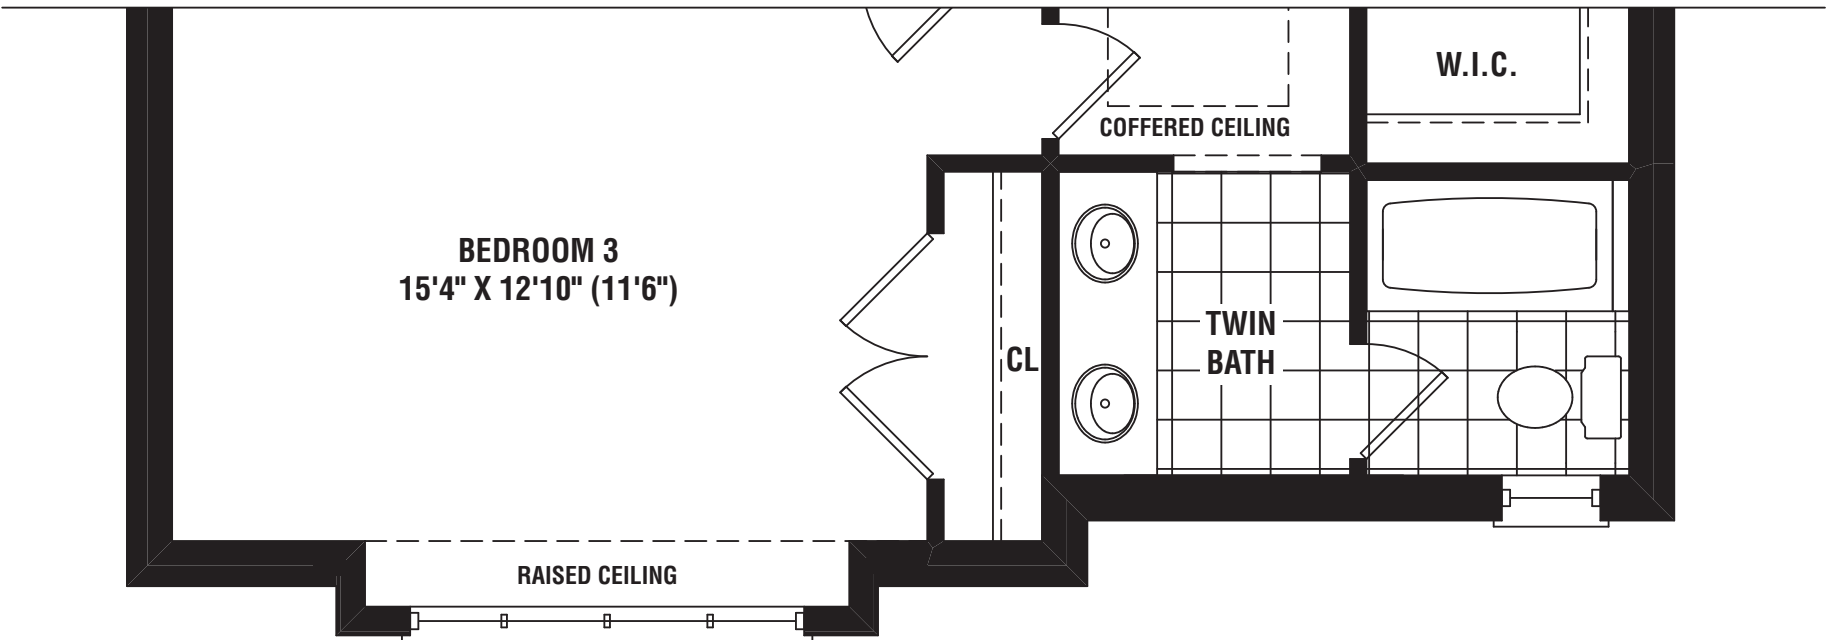 W.I.C.
COFFERED CEILING
BEDROOM 3
15'4" X 12'10" (11'6")
TWIN
BATH
CL
RAISED CEILING